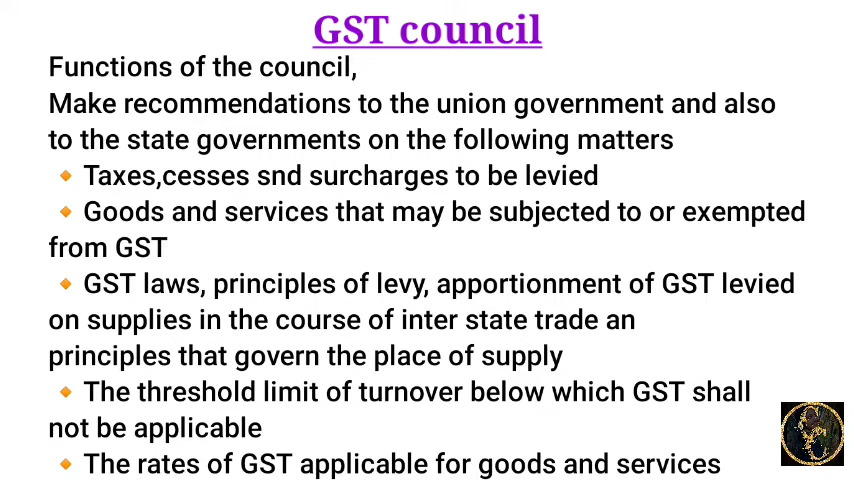 GST council
Functions of the council,
Make recommendations to the union government and also
to the state governments on the following matters
🔸 Taxes,cesses snd surcharges to be levied
🔸 Goods and services that may be subjected to or exempted
from GST
🔸 GST laws, principles of levy, apportionment of GST levied
on supplies in the course of inter state trade an
principles that govern the place of supply
🔸 The threshold limit of turnover below which GST shall
not be applicable
🔸 The rates of GST applicable for goods and services